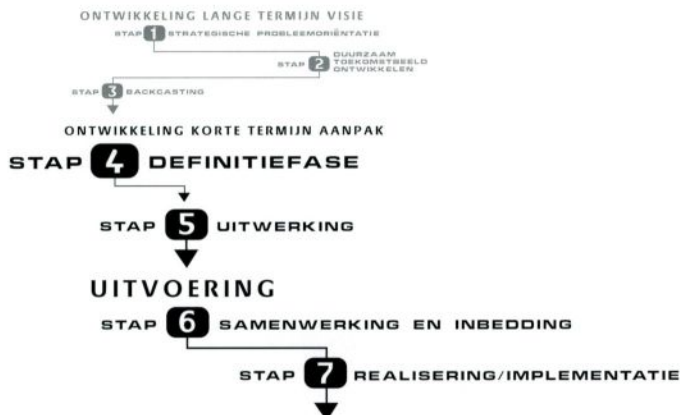 ONTWIKKELING LANGE TERMIJN VISIE
STAP 1 STRATEGISCHE PROBLEEMORIËNTATIE
STAP 2 DUURZAAM
TOEKOMSTBEELD
ONTWIKKELEN
STAP 3 BACKCASTING
ONTWIKKELING KORTE TERMIJN AANPAK
STAP 4 DEFINITIEFASE
STAP 5 UITWERKING
UITVOERING
STAP 6 SAMENWERKING EN INBEDDING
STAP 7 REALISERING/IMPLEMENTATIE